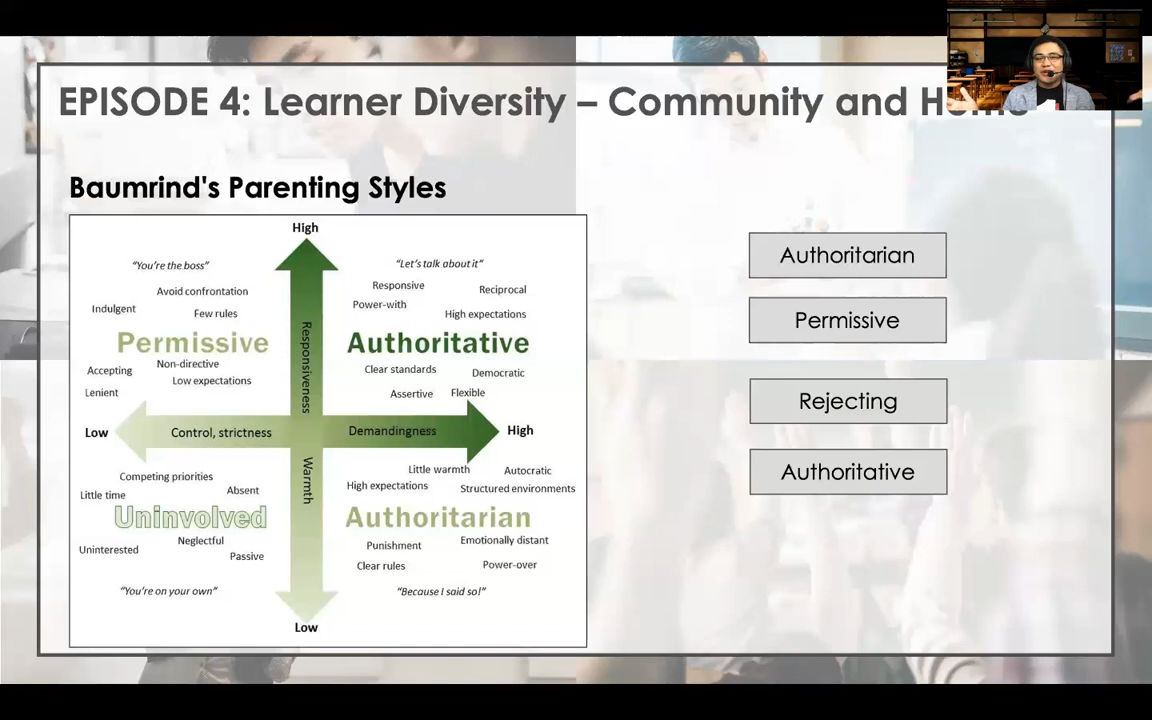 EPISODE 4: Learner Diversity – Community and
Baumrind's Parenting Styles
High
"You're the boss"
Avoid confrontation
Indulgent
Few rules
Permissive
Non-directive
Accepting
Low expectations
Lenient
"Let's talk about it"
Responsive
Reciprocal
Power-with
High expectations
Authoritative
Clear standards
Democratic
Assertive
Flexible
Responsiveness
Low
Control, strictness
Demandingness
High
Warmth
Competing priorities
Absent
Little time
Uninvolved
Neglectful
Uninterested
Passive
"You're on your own"
Little warmth
Autocratic
High expectations
Structured environments
Authoritarian
Punishment
Emotionally distant
Clear rules
Power-over
"Because I said so!"
Low
Authoritarian
Permissive
Rejecting
Authoritative